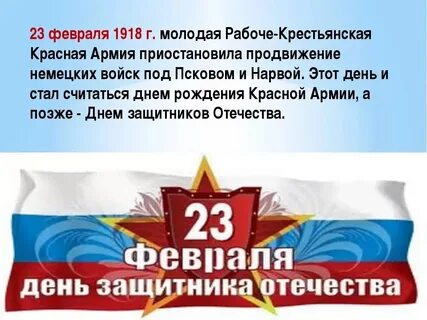 23 февраля 1918 г. молодая Рабоче-Крестьянская
Красная Армия приостановила продвижение
немецких войск под Псковом и Нарвой. Этот день и
стал считаться днем рождения Красной Армии, а
позже - Днем защитников Отечества.
23
Февраля
день защитника отечества